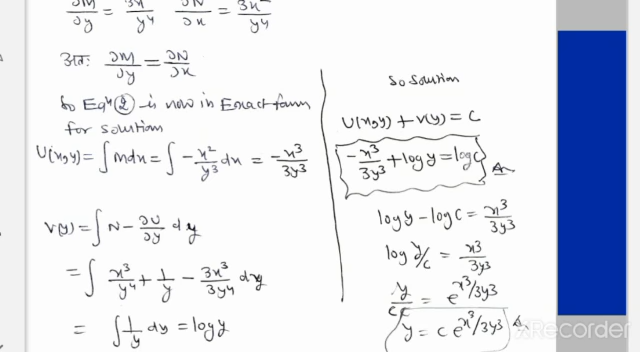 ∂M/∂y = 3x²/y⁴ ∂N/∂x = 3x²/y⁴
अतः ∂M/∂y = ∂N/∂x
So Eqⁿ ② is now in Exact form
for solution
U(x,y) = ∫Mdx = ∫ -x²/y³ dx = -x³/3y³
V(y) = ∫ N - ∂U/∂y dy
= ∫ x³/y⁴ + 1/y - 3x³/3y⁴ dy
= ∫ 1/y dy = log y
So solution
U(x,y) + V(y) = C
-x³/3y³ + log y = log C
log y - log C = x³/3y³
log y/c = x³/3y³
y/c = e^x³/3y³
y = c e^x³/3y³
XRecorder